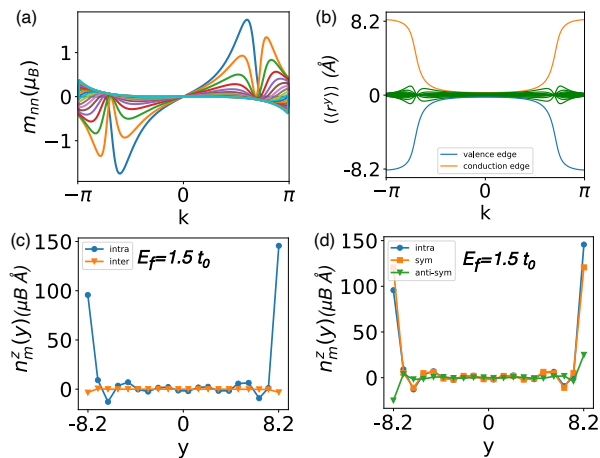 (a)
m_{nn}(μ_B)
1
0
−1
−π
0
π
k
(b)
⟨⟨r^y⟩⟩ (Å)
8.2
0
-8.2
valence edge
conduction edge
−π
0
π
k
(c)
n_m^z(y)(μB Å)
150
100
50
0
intra
inter
E_f=1.5 t_0
-8.2
0
8.2
y
(d)
n_m^z(y)(μB Å)
150
100
50
0
intra
sym
anti-sym
E_f=1.5 t_0
-8.2
0
8.2
y